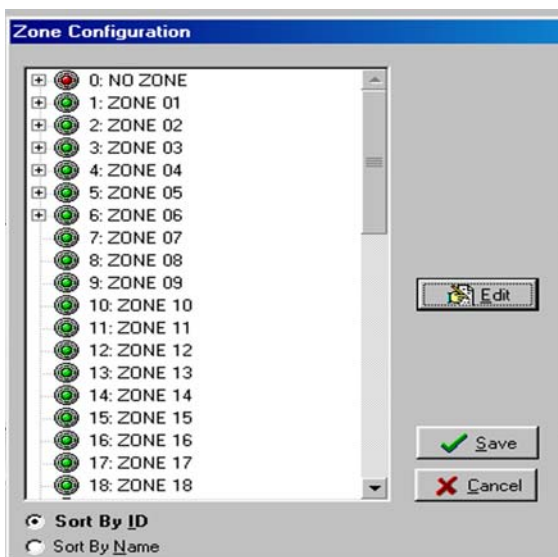 Zone Configuration
0: NO ZONE
1: ZONE 01
2: ZONE 02
3: ZONE 03
4: ZONE 04
5: ZONE 05
6: ZONE 06
7: ZONE 07
8: ZONE 08
9: ZONE 09
10: ZONE 10
11: ZONE 11
12: ZONE 12
13: ZONE 13
14: ZONE 14
15: ZONE 15
16: ZONE 16
17: ZONE 17
18: ZONE 18
Edit
Save
Cancel
Sort By ID
Sort By Name